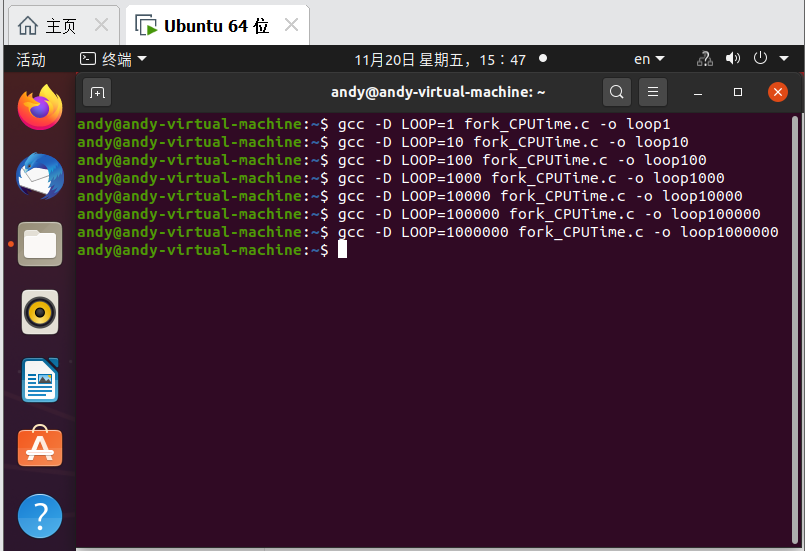 主页
Ubuntu 64 位
活动
终端
11月20日 星期五，15：47
en
andy@andy-virtual-machine: ~
andy@andy-virtual-machine:~$ gcc -D LOOP=1 fork_CPUTime.c -o loop1
andy@andy-virtual-machine:~$ gcc -D LOOP=10 fork_CPUTime.c -o loop10
andy@andy-virtual-machine:~$ gcc -D LOOP=100 fork_CPUTime.c -o loop100
andy@andy-virtual-machine:~$ gcc -D LOOP=1000 fork_CPUTime.c -o loop1000
andy@andy-virtual-machine:~$ gcc -D LOOP=10000 fork_CPUTime.c -o loop10000
andy@andy-virtual-machine:~$ gcc -D LOOP=100000 fork_CPUTime.c -o loop100000
andy@andy-virtual-machine:~$ gcc -D LOOP=1000000 fork_CPUTime.c -o loop1000000
andy@andy-virtual-machine:~$